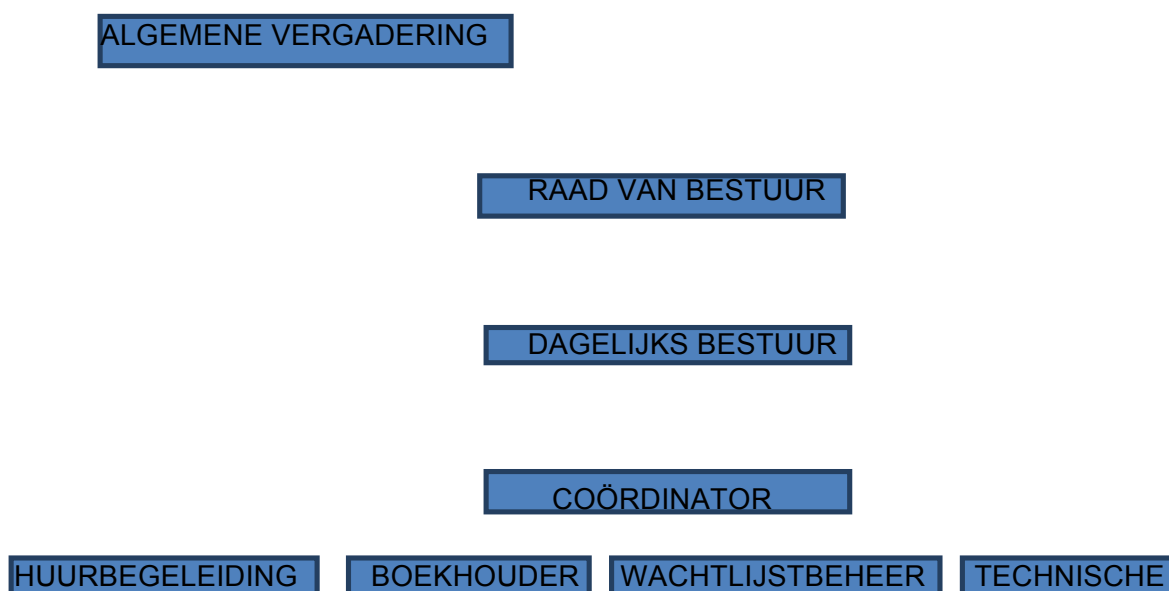 ALGEMENE VERGADERING
RAAD VAN BESTUUR
DAGELIJKS BESTUUR
COÖRDINATOR
HUURBEGELEIDING BOEKHOUDER WACHTLIJSTBEHEER TECHNISCHE